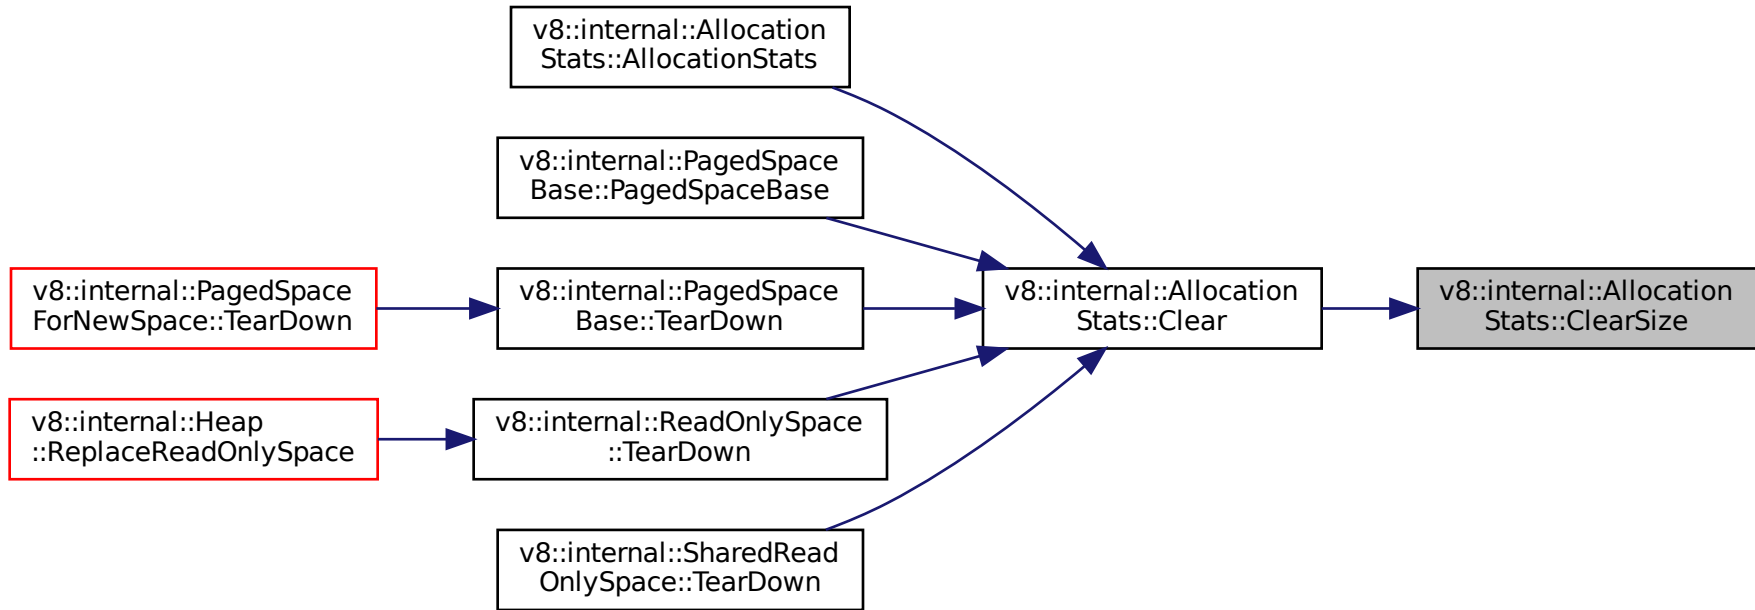 v8::internal::Allocation
Stats::AllocationStats
v8::internal::PagedSpace
Base::PagedSpaceBase
v8::internal::PagedSpace
ForNewSpace::TearDown
v8::internal::PagedSpace
Base::TearDown
v8::internal::Allocation
Stats::Clear
v8::internal::Allocation
Stats::ClearSize
v8::internal::Heap
::ReplaceReadOnlySpace
v8::internal::ReadOnlySpace
::TearDown
v8::internal::SharedRead
OnlySpace::TearDown